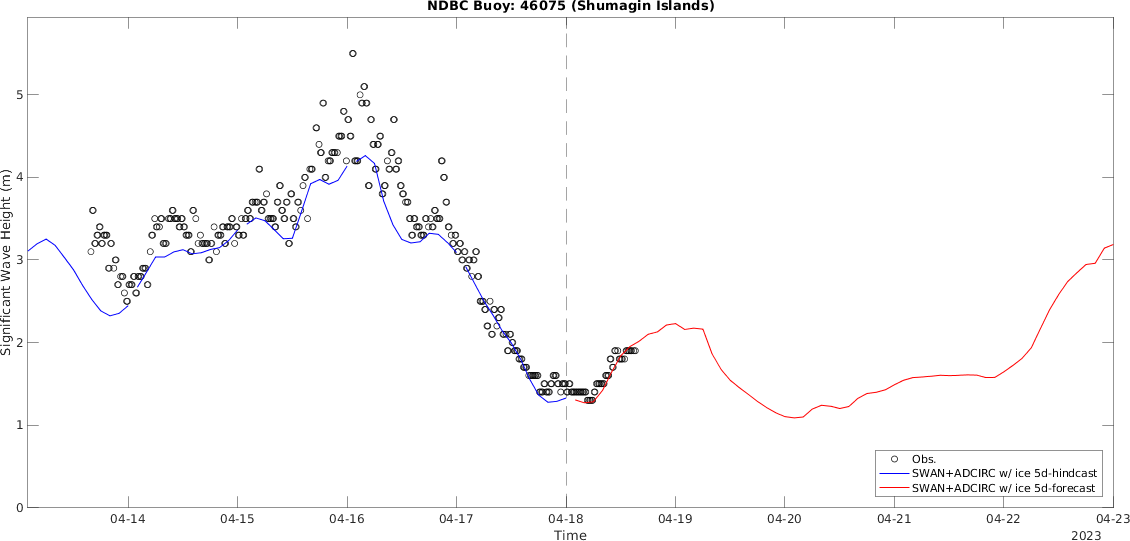 NDBC Buoy: 46075 (Shumagin Islands)
Significant Wave Height (m)
5
4
3
2
1
0
04-14 04-15 04-16 04-17 04-18 04-19 04-20 04-21 04-22 04-23
Time
2023
Obs.
SWAN+ADCIRC w/ ice 5d-hindcast
SWAN+ADCIRC w/ ice 5d-forecast